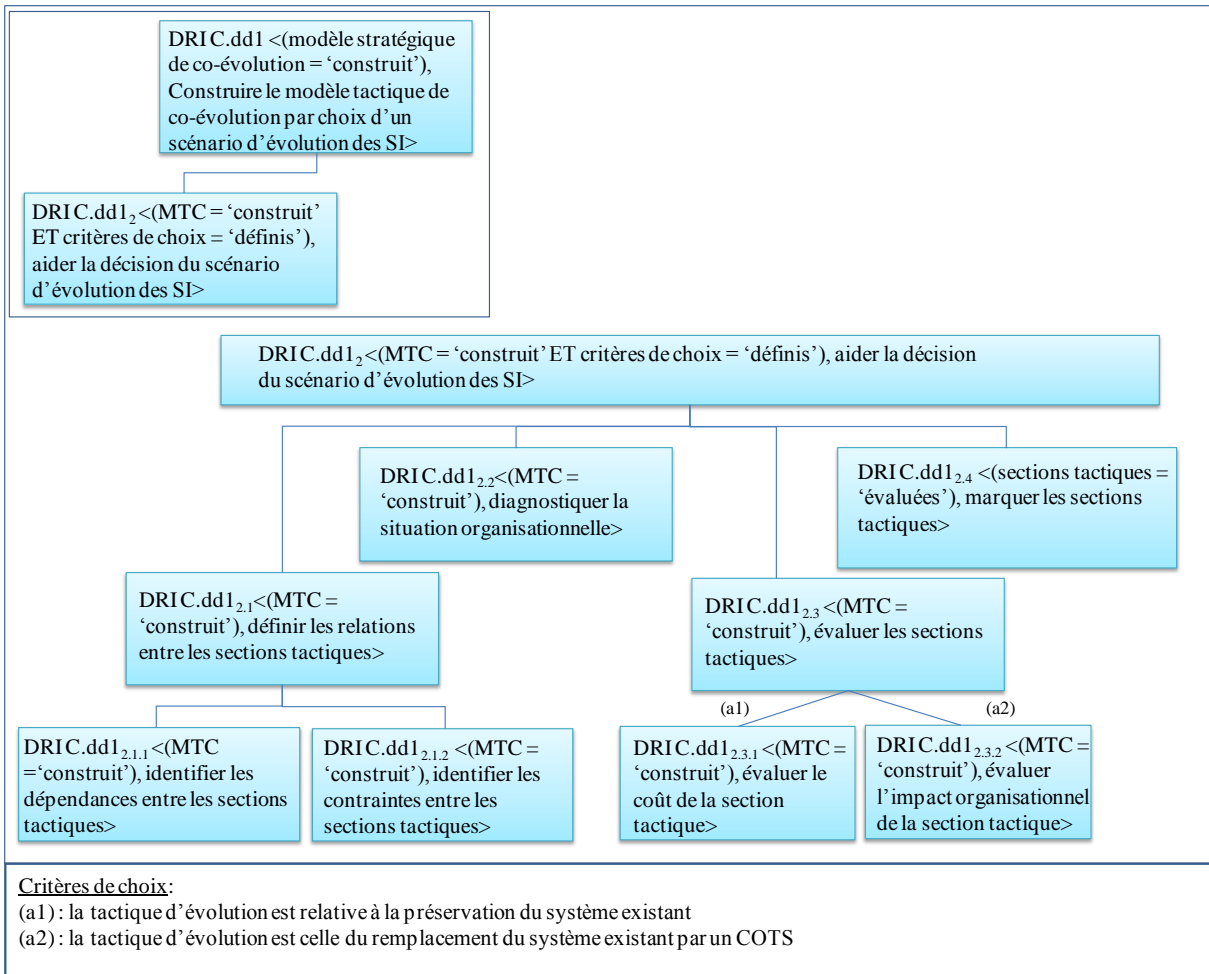 DRIC.dd1 <(modèle stratégique
de co-évolution = ‘construit’),
Construire le modèle tactique de
co-évolution par choix d’un
scénario d’évolution des SI>
DRIC.dd1₂<(MTC = ‘construit’
ET critères de choix = ‘définis’),
aider la décision du scénario
d’évolution des SI>
DRIC.dd1₂<(MTC = ‘construit’ ET critères de choix = ‘définis’), aider la décision
du scénario d’évolution des SI>
DRIC.dd1₂.₂<(MTC =
‘construit’), diagnostiquer la
situation organisationnelle>
DRIC.dd1₂.₄ <(sections tactiques =
‘évaluées’), marquer les sections
tactiques>
DRIC.dd1₂.₁<(MTC =
‘construit’), définir les relations
entre les sections tactiques>
DRIC.dd1₂.₃ <(MTC =
‘construit’), évaluer les sections
tactiques>
(a1)
(a2)
DRIC.dd1₂.₁.₁<(MTC
=‘construit’), identifier les
dépendances entre les sections
tactiques>
DRIC.dd1₂.₁.₂ <(MTC =
‘construit’), identifier les
contraintes entre les
sections tactiques>
DRIC.dd1₂.₃.₁ <(MTC =
‘construit’), évaluer le
coût de la section
tactique>
DRIC.dd1₂.₃.₂ <(MTC =
‘construit’), évaluer
l’impact organisationnel
de la section tactique>
Critères de choix:
(a1) : la tactique d’évolution est relative à la préservation du système existant
(a2) : la tactique d’évolution est celle du remplacement du système existant par un COTS